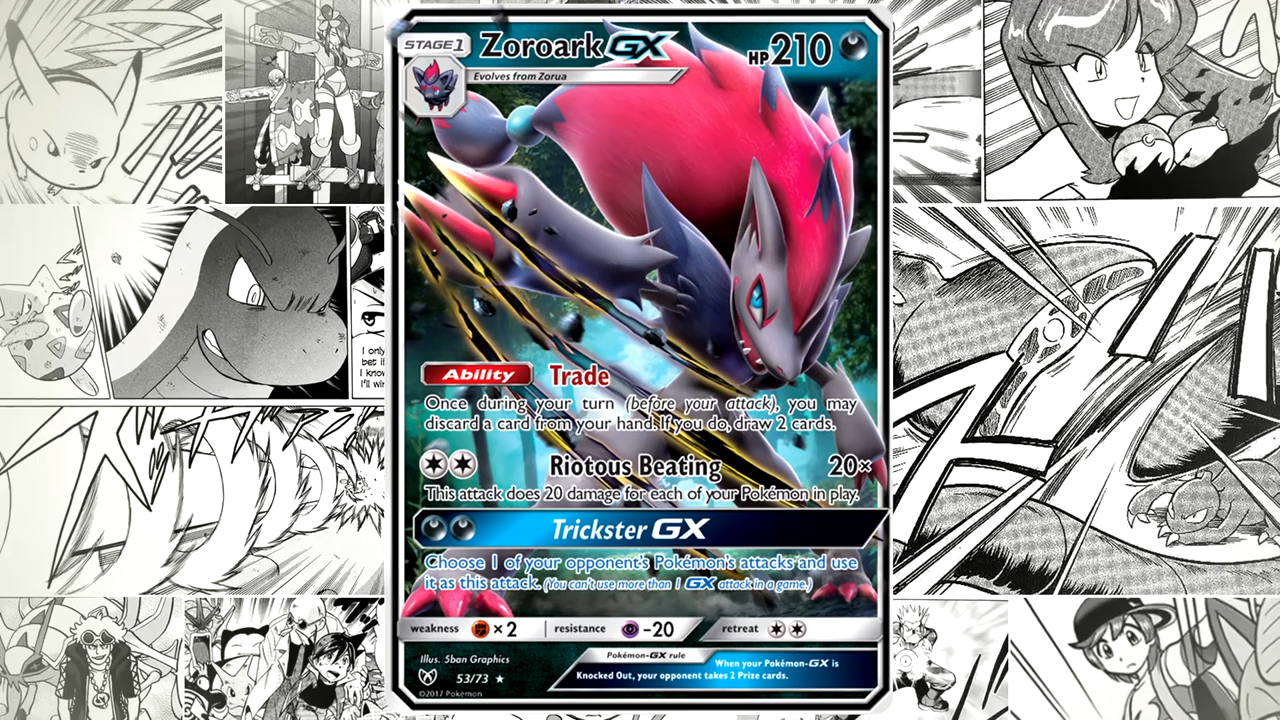 STAGE1
Zoroark GX
HP210
Evolves from Zorua
Ability
Trade
Once during your turn (before your attack), you may
discard a card from your hand. If you do, draw 2 cards.
Riotous Beating
20×
This attack does 20 damage for each of your Pokémon in play.
Trickster GX
Choose 1 of your opponent's Pokémon's attacks and use
it as this attack. (You can't use more than 1 GX attack in a game.)
weakness ×2 resistance -20 retreat
Illus. 5ban Graphics
53/73
©2017 Pokémon
Pokémon-GX rule
When your Pokémon-GX is
Knocked Out, your opponent takes 2 Prize cards.
I only
bet
I know
I'll